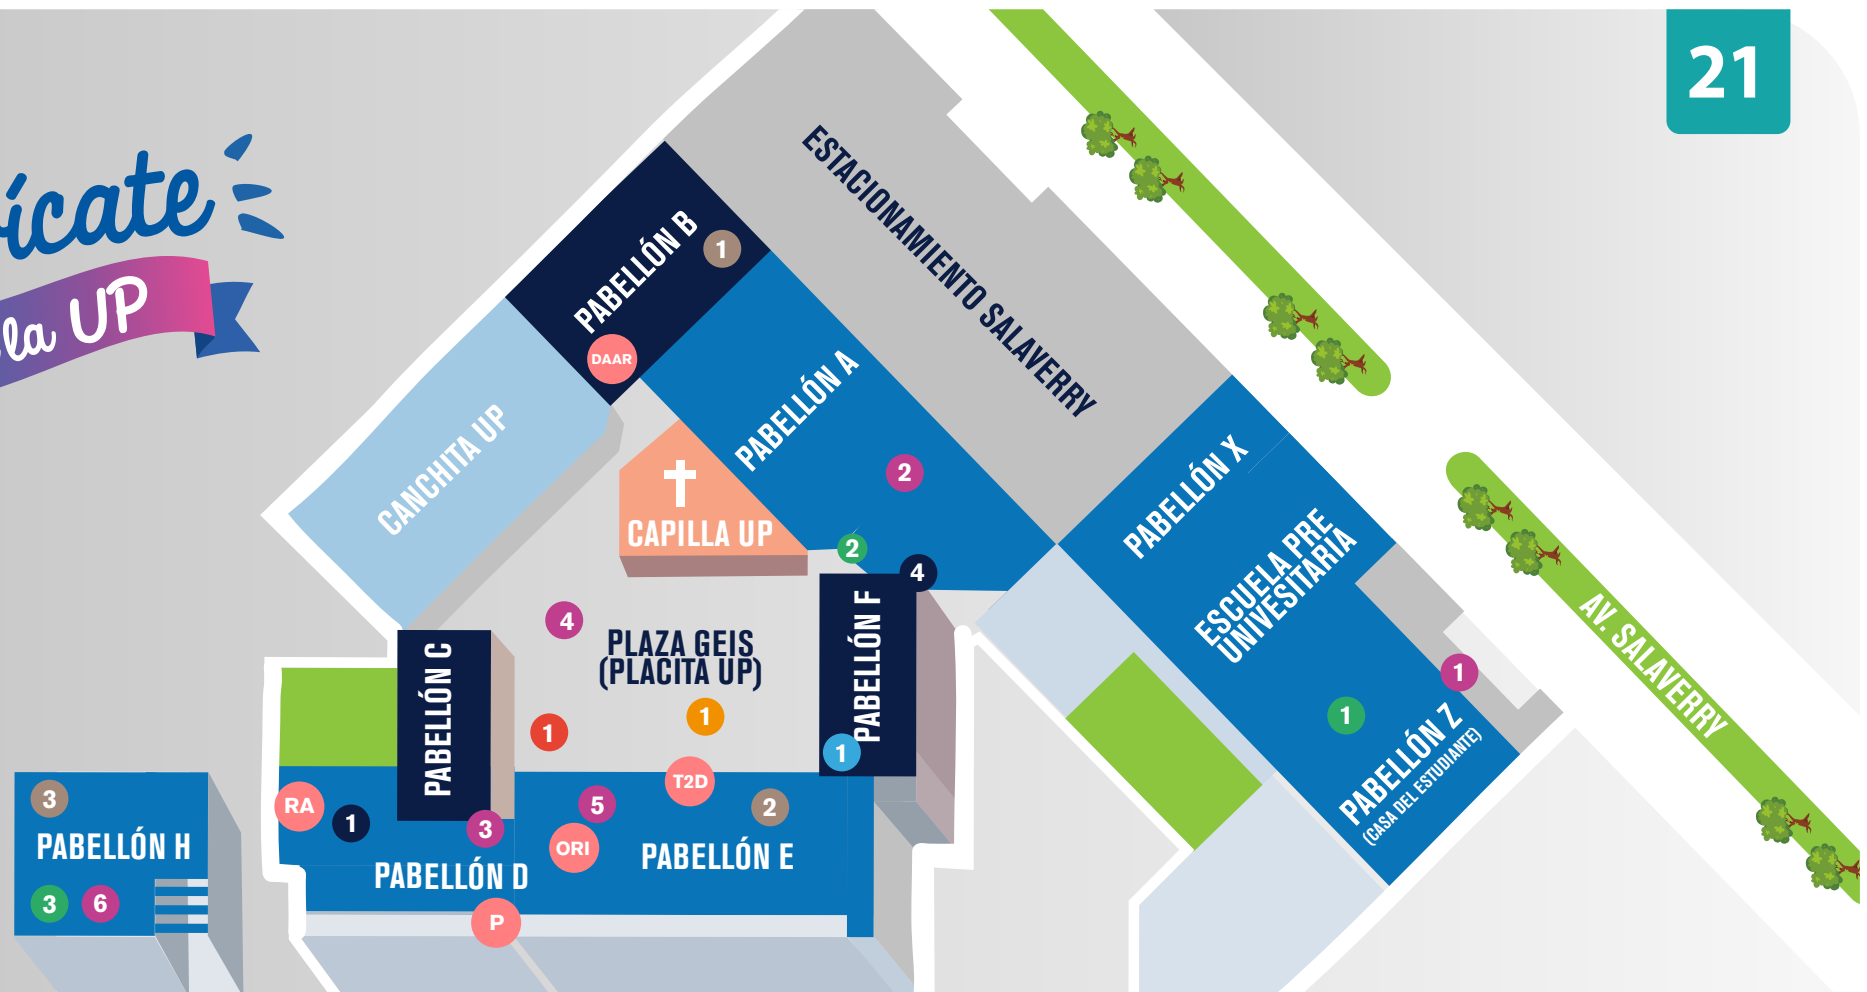 21
ícate
la UP
ESTACIONAMIENTO SALAVERRY
PABELLÓN B
1
DAAR
PABELLÓN A
2
CANCHITA UP
CAPILLA UP
2
4
PABELLÓN X
ESCUELA PRE
UNIVESITARIA
1
1
AV. SALAVERRY
PABELLÓN Z
(CASA DEL ESTUDIANTE)
4
PLAZA GEIS
(PLACITA UP)
PABELLÓN F
1
PABELLÓN C
1
1
T2D
RA
1
3
5
2
ORI
PABELLÓN D
PABELLÓN E
P
3
PABELLÓN H
3
6